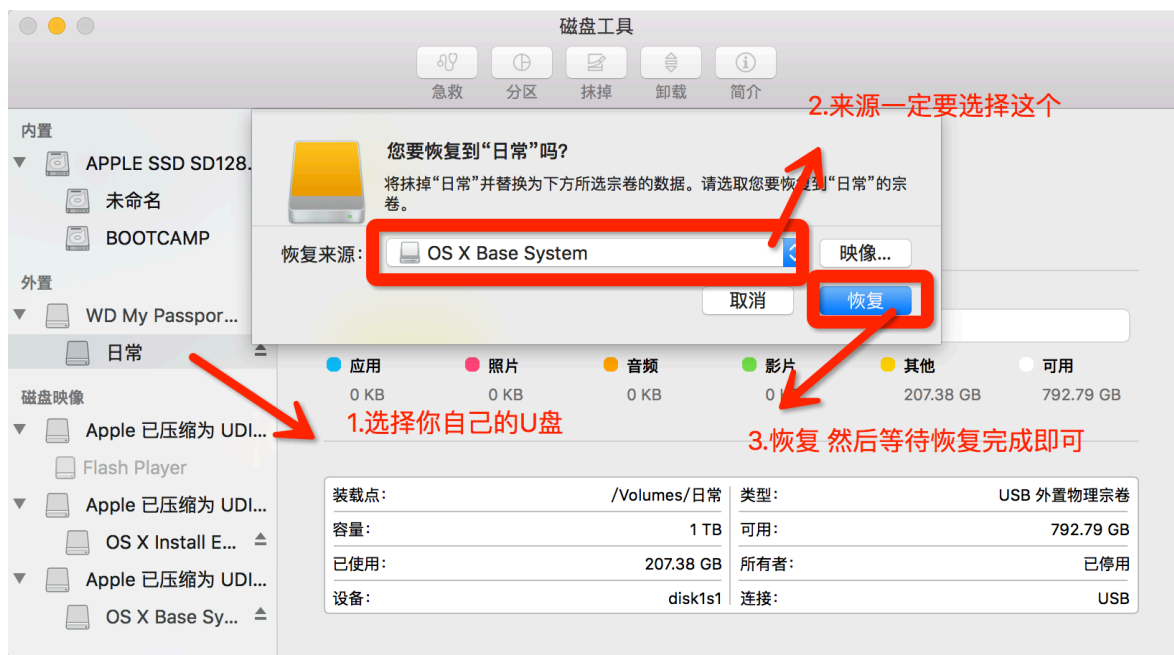 磁盘工具
急救 分区 抹掉 卸载 简介
2.来源一定要选择这个
内置
APPLE SSD SD128.
未命名
BOOTCAMP
外置
WD My Passpor...
日常
磁盘映像
Apple 已压缩为 UDI...
Flash Player
Apple 已压缩为 UDI...
OS X Install E...
Apple 已压缩为 UDI...
OS X Base Sy...
您要恢复到“日常”吗?
将抹掉“日常”并替换为下方所选宗卷的数据。请选取您要恢复到“日常”的宗
卷。
恢复来源: OS X Base System 映像...
取消 恢复
应用 照片 音频 影片 其他 可用
0 KB 0 KB 0 KB 0 207.38 GB 792.79 GB
1.选择你自己的U盘
3.恢复 然后等待恢复完成即可
装载点: /Volumes/日常 类型: USB 外置物理宗卷
容量: 1 TB 可用: 792.79 GB
已使用: 207.38 GB 所有者: 已停用
设备: disk1s1 连接: USB